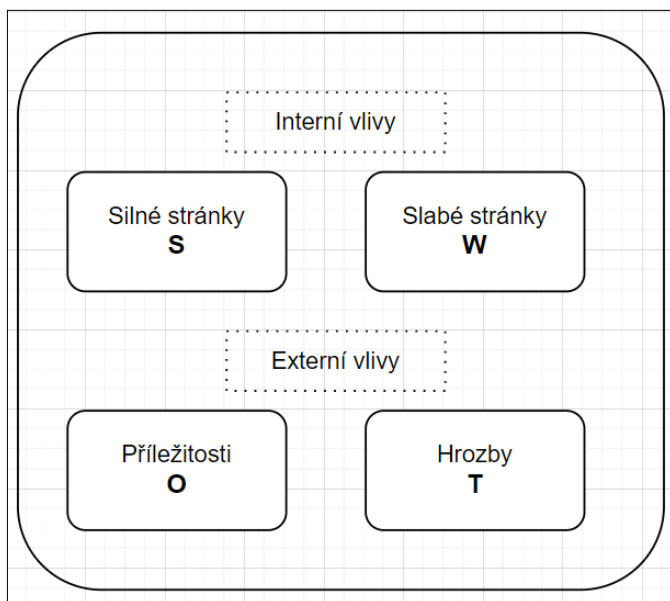 Interní vlivy
Silné stránky
S
Slabé stránky
W
Externí vlivy
Příležitosti
O
Hrozby
T